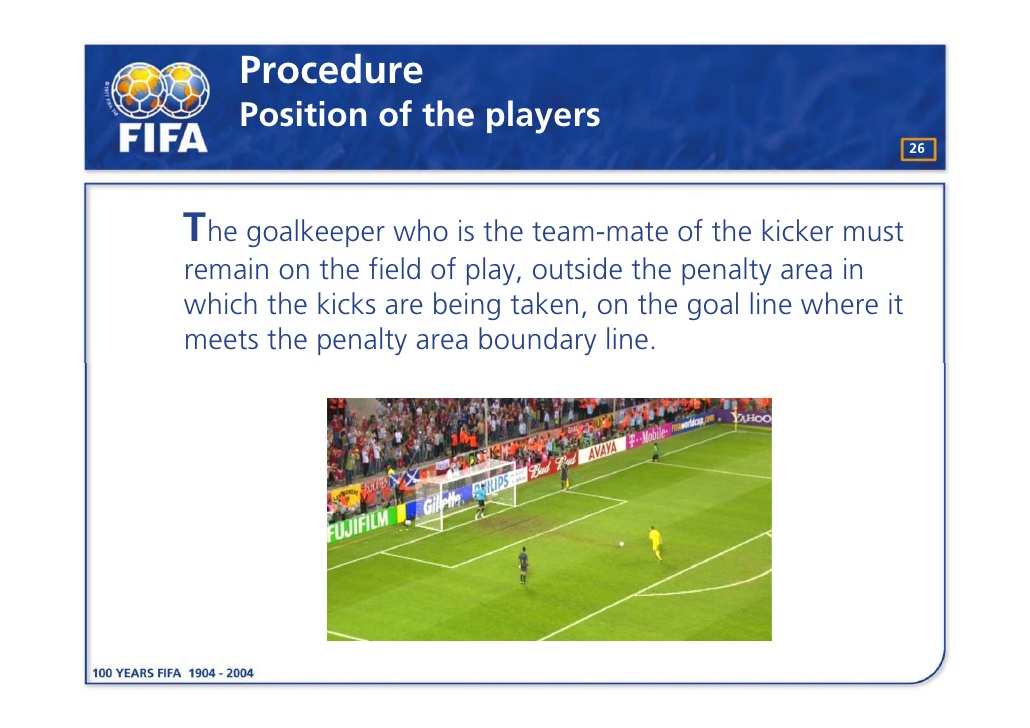 Procedure
Position of the players
FIFA
26
The goalkeeper who is the team-mate of the kicker must
remain on the field of play, outside the penalty area in
which the kicks are being taken, on the goal line where it
meets the penalty area boundary line.
YAHOO
FIFAworldcup.com
T··Mobile·
AVAYA
Bud
Bud
PHILIPS
Gillette
FUJIFILM
100 YEARS FIFA 1904 - 2004